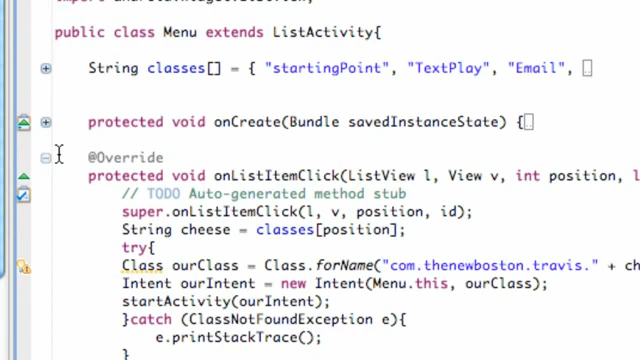 public class Menu extends ListActivity{
String classes[] = { "startingPoint", "TextPlay", "Email",
protected void onCreate(Bundle savedInstanceState) {
@Override
protected void onListItemClick(ListView l, View v, int position, l
// TODO Auto-generated method stub
super.onListItemClick(l, v, position, id);
String cheese = classes[position];
try{
Class ourClass = Class.forName("com.thenewboston.travis." + ch
Intent ourIntent = new Intent(Menu.this, ourClass);
startActivity(ourIntent);
}catch (ClassNotFoundException e){
e.printStackTrace();
}